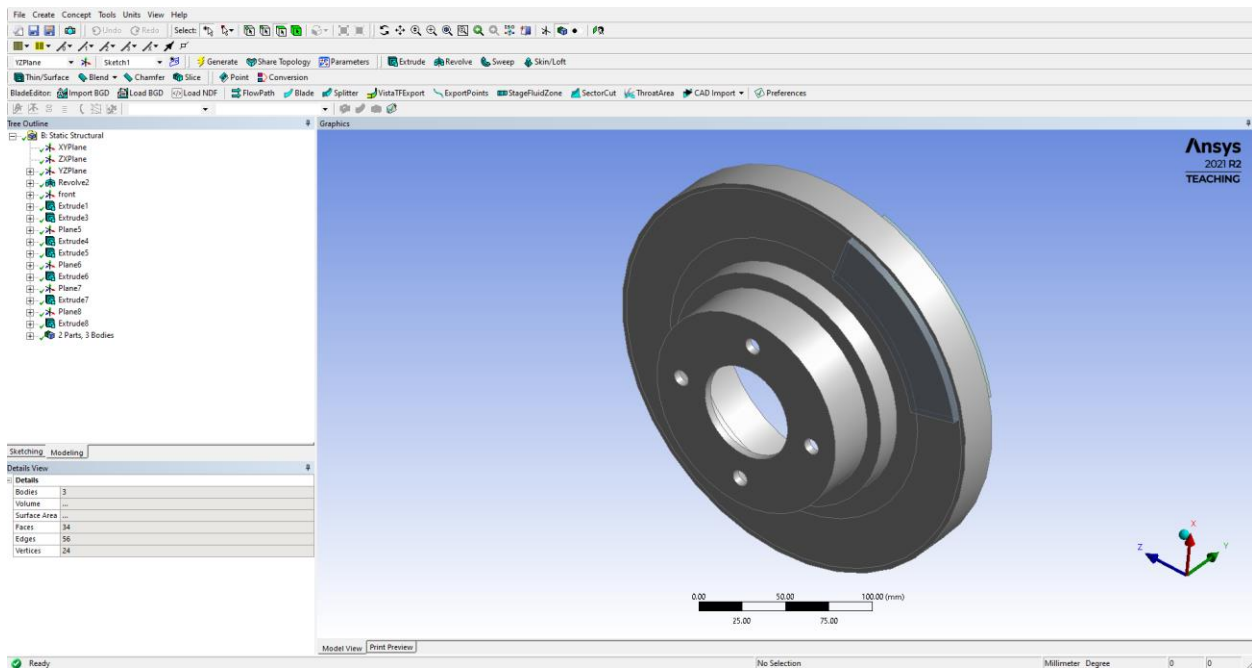 File Create Concept Tools Units View Help
Undo Redo Select:
YZPlane Sketch1 Generate Share Topology Parameters Extrude Revolve Sweep Skin/Loft
Thin/Surface Blend Chamfer Slice Point Conversion
BladeEditor: Import BGD Load BGD Load NDF FlowPath Blade Splitter VistaTFExport ExportPoints StageFluidZone SectorCut ThroatArea CAD Import Preferences
Tree Outline
Graphics
B: Static Structural
XYPlane
ZXPlane
YZPlane
Revolve2
front
Extrude1
Extrude3
Plane5
Extrude4
Extrude5
Plane6
Extrude6
Plane7
Extrude7
Plane8
Extrude8
2 Parts, 3 Bodies
Ansys
2021 R2
TEACHING
Sketching Modeling
Details View
Details
Bodies 3
Volume ...
Surface Area ...
Faces 34
Edges 56
Vertices 24
X
Z Y
0.00 50.00 100.00 (mm)
25.00 75.00
Model View Print Preview
Ready No Selection Millimeter Degree 0 0